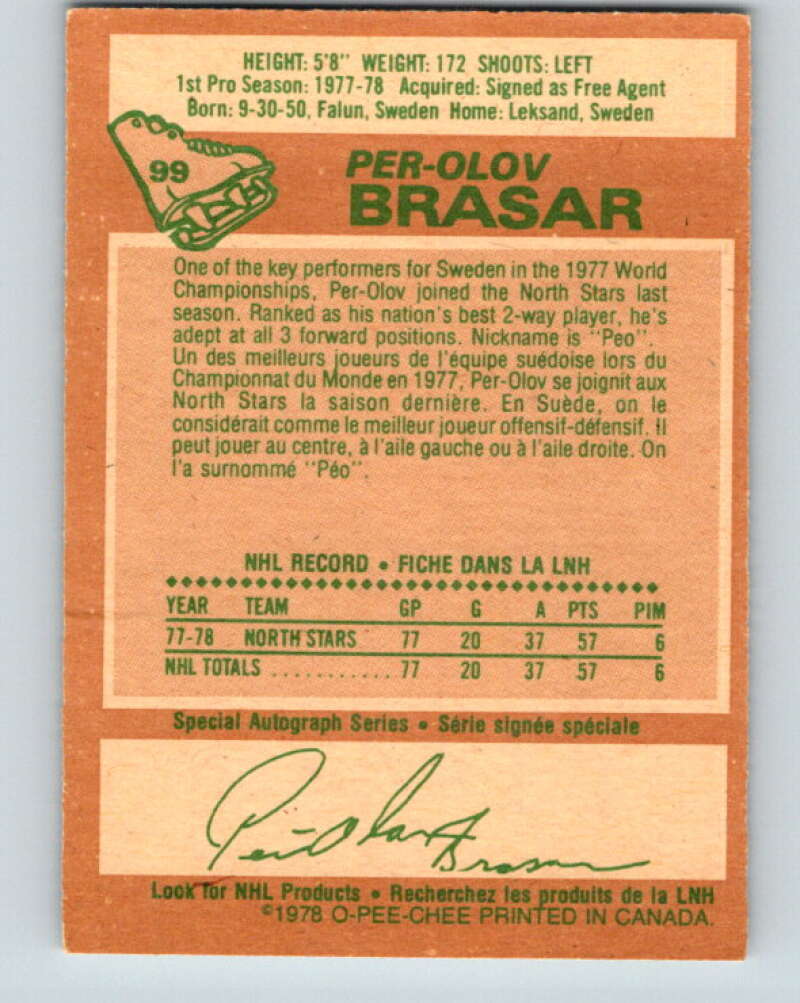 HEIGHT: 5'8" WEIGHT: 172 SHOOTS: LEFT
1st Pro Season: 1977-78 Acquired: Signed as Free Agent
Born: 9-30-50, Falun, Sweden Home: Leksand, Sweden
99
PER-OLOV
BRASAR
One of the key performers for Sweden in the 1977 World
Championships, Per-Olov joined the North Stars last
season. Ranked as his nation's best 2-way player, he's
adept at all 3 forward positions. Nickname is "Peo".
Un des meilleurs joueurs de l'équipe suédoise lors du
Championnat du Monde en 1977, Per-Olov se joignit aux
North Stars la saison dernière. En Suède, on le
considérait comme le meilleur joueur offensif-défensif. Il
peut jouer au centre, à l'aile gauche ou à l'aile droite. On
l'a surnommé "Péo".
NHL RECORD • FICHE DANS LA LNH
YEAR TEAM GP G A PTS PIM
77-78 NORTH STARS 77 20 37 57 6
NHL TOTALS ........... 77 20 37 57 6
Special Autograph Series • Série signée spéciale
Per-Olov Brasar
Look for NHL Products • Recherchez les produits de la LNH
©1978 O-PEE-CHEE PRINTED IN CANADA.